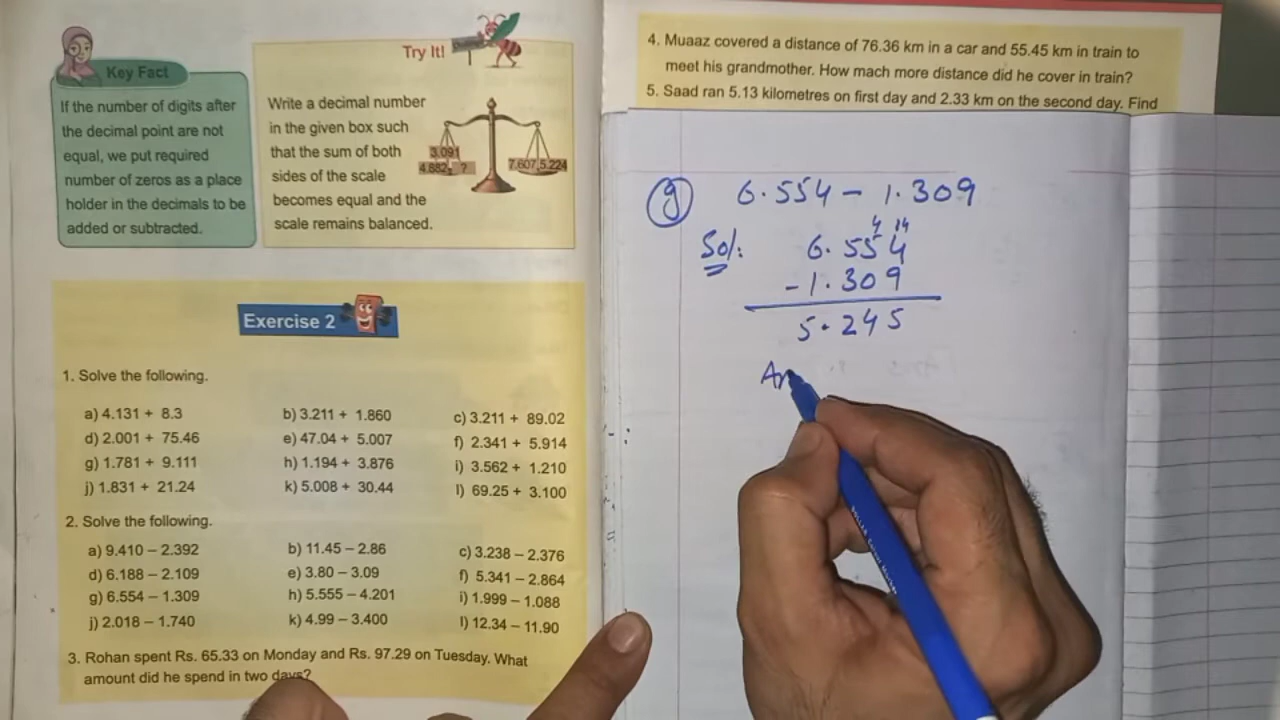 Key Fact
If the number of digits after
the decimal point are not
equal, we put required
number of zeros as a place
holder in the decimals to be
added or subtracted.
Try It!
Write a decimal number
in the given box such
that the sum of both
sides of the scale
becomes equal and the
scale remains balanced.
3.091
4.882, ?
7.607,5.224
Exercise 2
1. Solve the following.
a) 4.131 + 8.3
b) 3.211 + 1.860
c) 3.211 + 89.02
d) 2.001 + 75.46
e) 47.04 + 5.007
f) 2.341 + 5.914
g) 1.781 + 9.111
h) 1.194 + 3.876
i) 3.562 + 1.210
j) 1.831 + 21.24
k) 5.008 + 30.44
l) 69.25 + 3.100
2. Solve the following.
a) 9.410 – 2.392
b) 11.45 – 2.86
c) 3.238 – 2.376
d) 6.188 – 2.109
e) 3.80 – 3.09
f) 5.341 – 2.864
g) 6.554 – 1.309
h) 5.555 – 4.201
i) 1.999 – 1.088
j) 2.018 – 1.740
k) 4.99 – 3.400
l) 12.34 – 11.90
3. Rohan spent Rs. 65.33 on Monday and Rs. 97.29 on Tuesday. What
amount did he spend in two days?
4. Muaaz covered a distance of 76.36 km in a car and 55.45 km in train to
meet his grandmother. How mach more distance did he cover in train?
5. Saad ran 5.13 kilometres on first day and 2.33 km on the second day. Find
g 6.554 – 1.309
4 14
Sol: 6.554
- 1.309
5.245
An